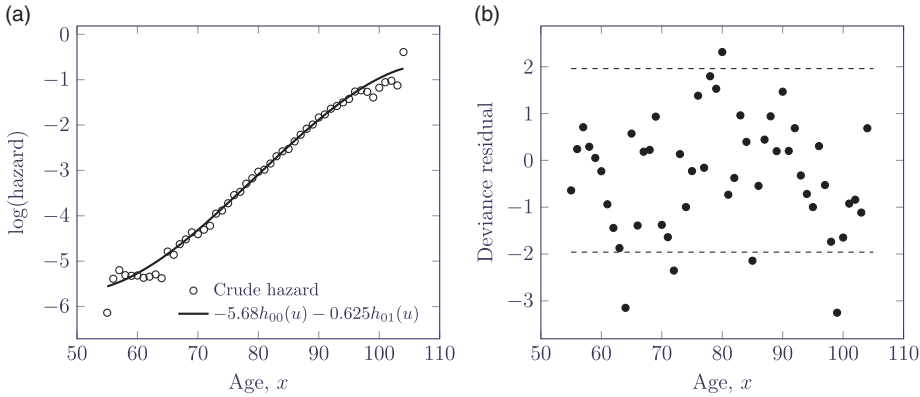 (a)
0
−1
−2
−3
−4
−5
−6
log(hazard)
Crude hazard
−5.68h₀₀(u) − 0.625h₀₁(u)
50 60 70 80 90 100 110
Age, x
(b)
2
1
0
−1
−2
−3
Deviance residual
50 60 70 80 90 100 110
Age, x